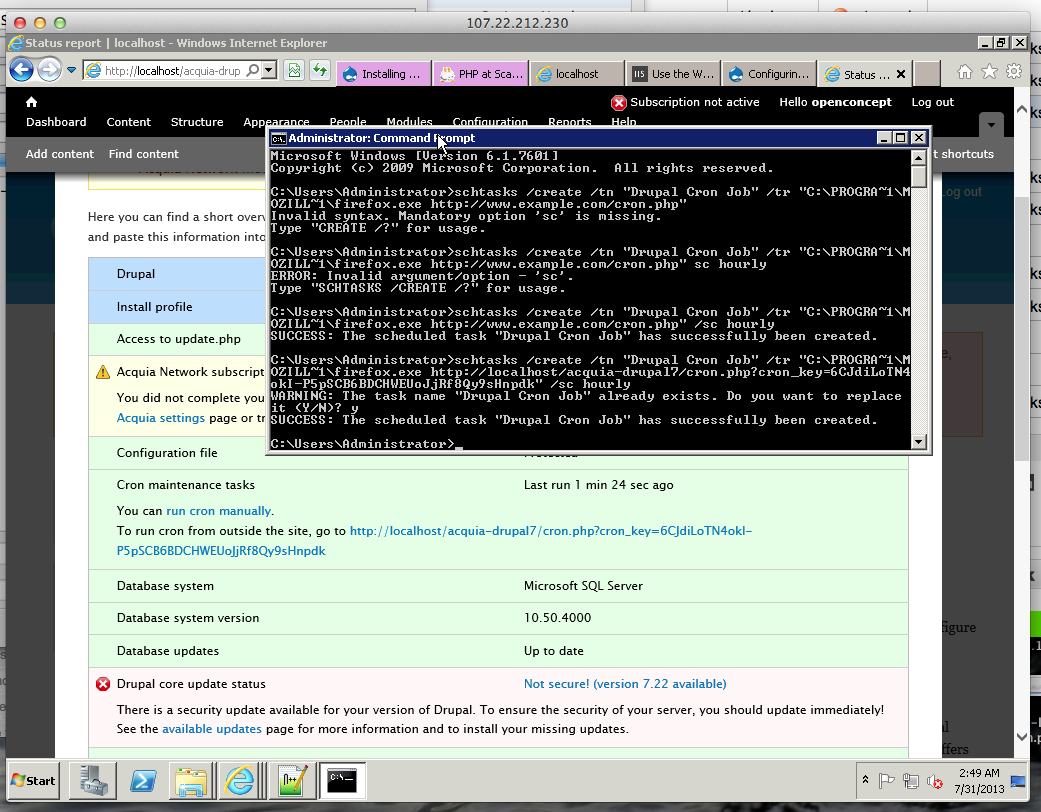 107.22.212.230
Status report | localhost - Windows Internet Explorer
http://localhost/acquia-drup
Installing ...
PHP at Sca...
localhost
Use the W...
Configurin...
Status ...
Subscription not active
Hello openconcept
Log out
Dashboard
Content
Structure
Appearance
People
Modules
Configuration
Reports
Help
Add content
Find content
t shortcuts
Log out
Here you can find a short overv
and paste this information into
Administrator: Command Prompt
Microsoft Windows [Version 6.1.7601]
Copyright (c) 2009 Microsoft Corporation.  All rights reserved.
C:\Users\Administrator>schtasks /create /tn "Drupal Cron Job" /tr "C:\PROGRA~1\M
OZILL~1\firefox.exe http://www.example.com/cron.php"
Invalid syntax. Mandatory option 'sc' is missing.
Type "CREATE /?" for usage.
C:\Users\Administrator>schtasks /create /tn "Drupal Cron Job" /tr "C:\PROGRA~1\M
OZILL~1\firefox.exe http://www.example.com/cron.php" sc hourly
ERROR: Invalid argument/option - 'sc'.
Type "SCHTASKS /CREATE /?" for usage.
C:\Users\Administrator>schtasks /create /tn "Drupal Cron Job" /tr "C:\PROGRA~1\M
OZILL~1\firefox.exe http://www.example.com/cron.php" /sc hourly
SUCCESS: The scheduled task "Drupal Cron Job" has successfully been created.
C:\Users\Administrator>schtasks /create /tn "Drupal Cron Job" /tr "C:\PROGRA~1\M
OZILL~1\firefox.exe http://localhost/acquia-drupal7/cron.php?cron_key=6CJdiLoTN4
okI-P5pSCB6BDCHWEUoJjRf8Qy9sHnpdk" /sc hourly
WARNING: The task name "Drupal Cron Job" already exists. Do you want to replace
it (Y/N)? y
SUCCESS: The scheduled task "Drupal Cron Job" has successfully been created.
C:\Users\Administrator>_
Drupal
Install profile
Access to update.php
Acquia Network subscript
You did not complete you
Acquia settings page or tr
Configuration file
Cron maintenance tasks
Last run 1 min 24 sec ago
You can run cron manually.
To run cron from outside the site, go to http://localhost/acquia-drupal7/cron.php?cron_key=6CJdiLoTN4okI-
P5pSCB6BDCHWEUoJjRf8Qy9sHnpdk
Database system
Microsoft SQL Server
Database system version
10.50.4000
Database updates
Up to date
Drupal core update status
Not secure! (version 7.22 available)
There is a security update available for your version of Drupal. To ensure the security of your server, you should update immediately!
See the available updates page for more information and to install your missing updates.
figure
ffers
Start
2:49 AM
7/31/2013